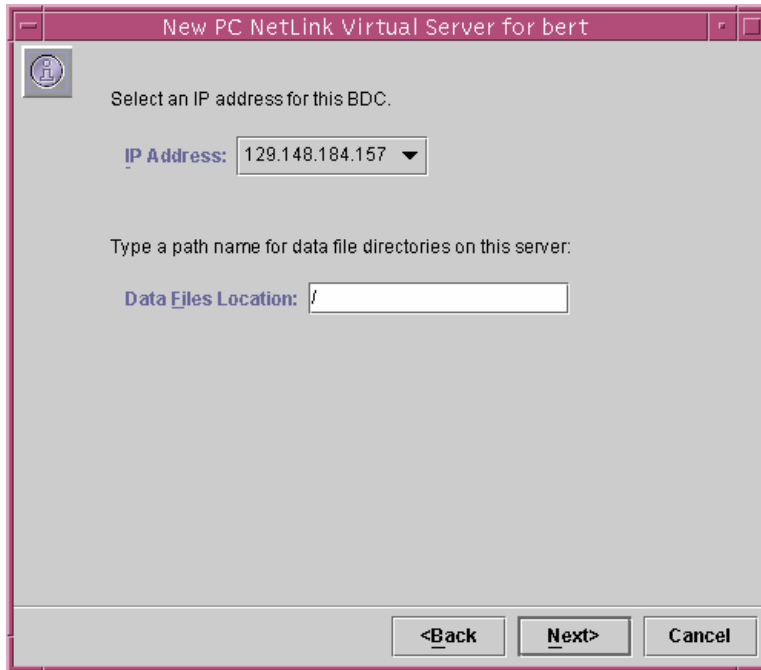 New PC NetLink Virtual Server for bert
Select an IP address for this BDC.
IP Address: 129.148.184.157
Type a path name for data file directories on this server:
Data Files Location: /
<Back Next> Cancel